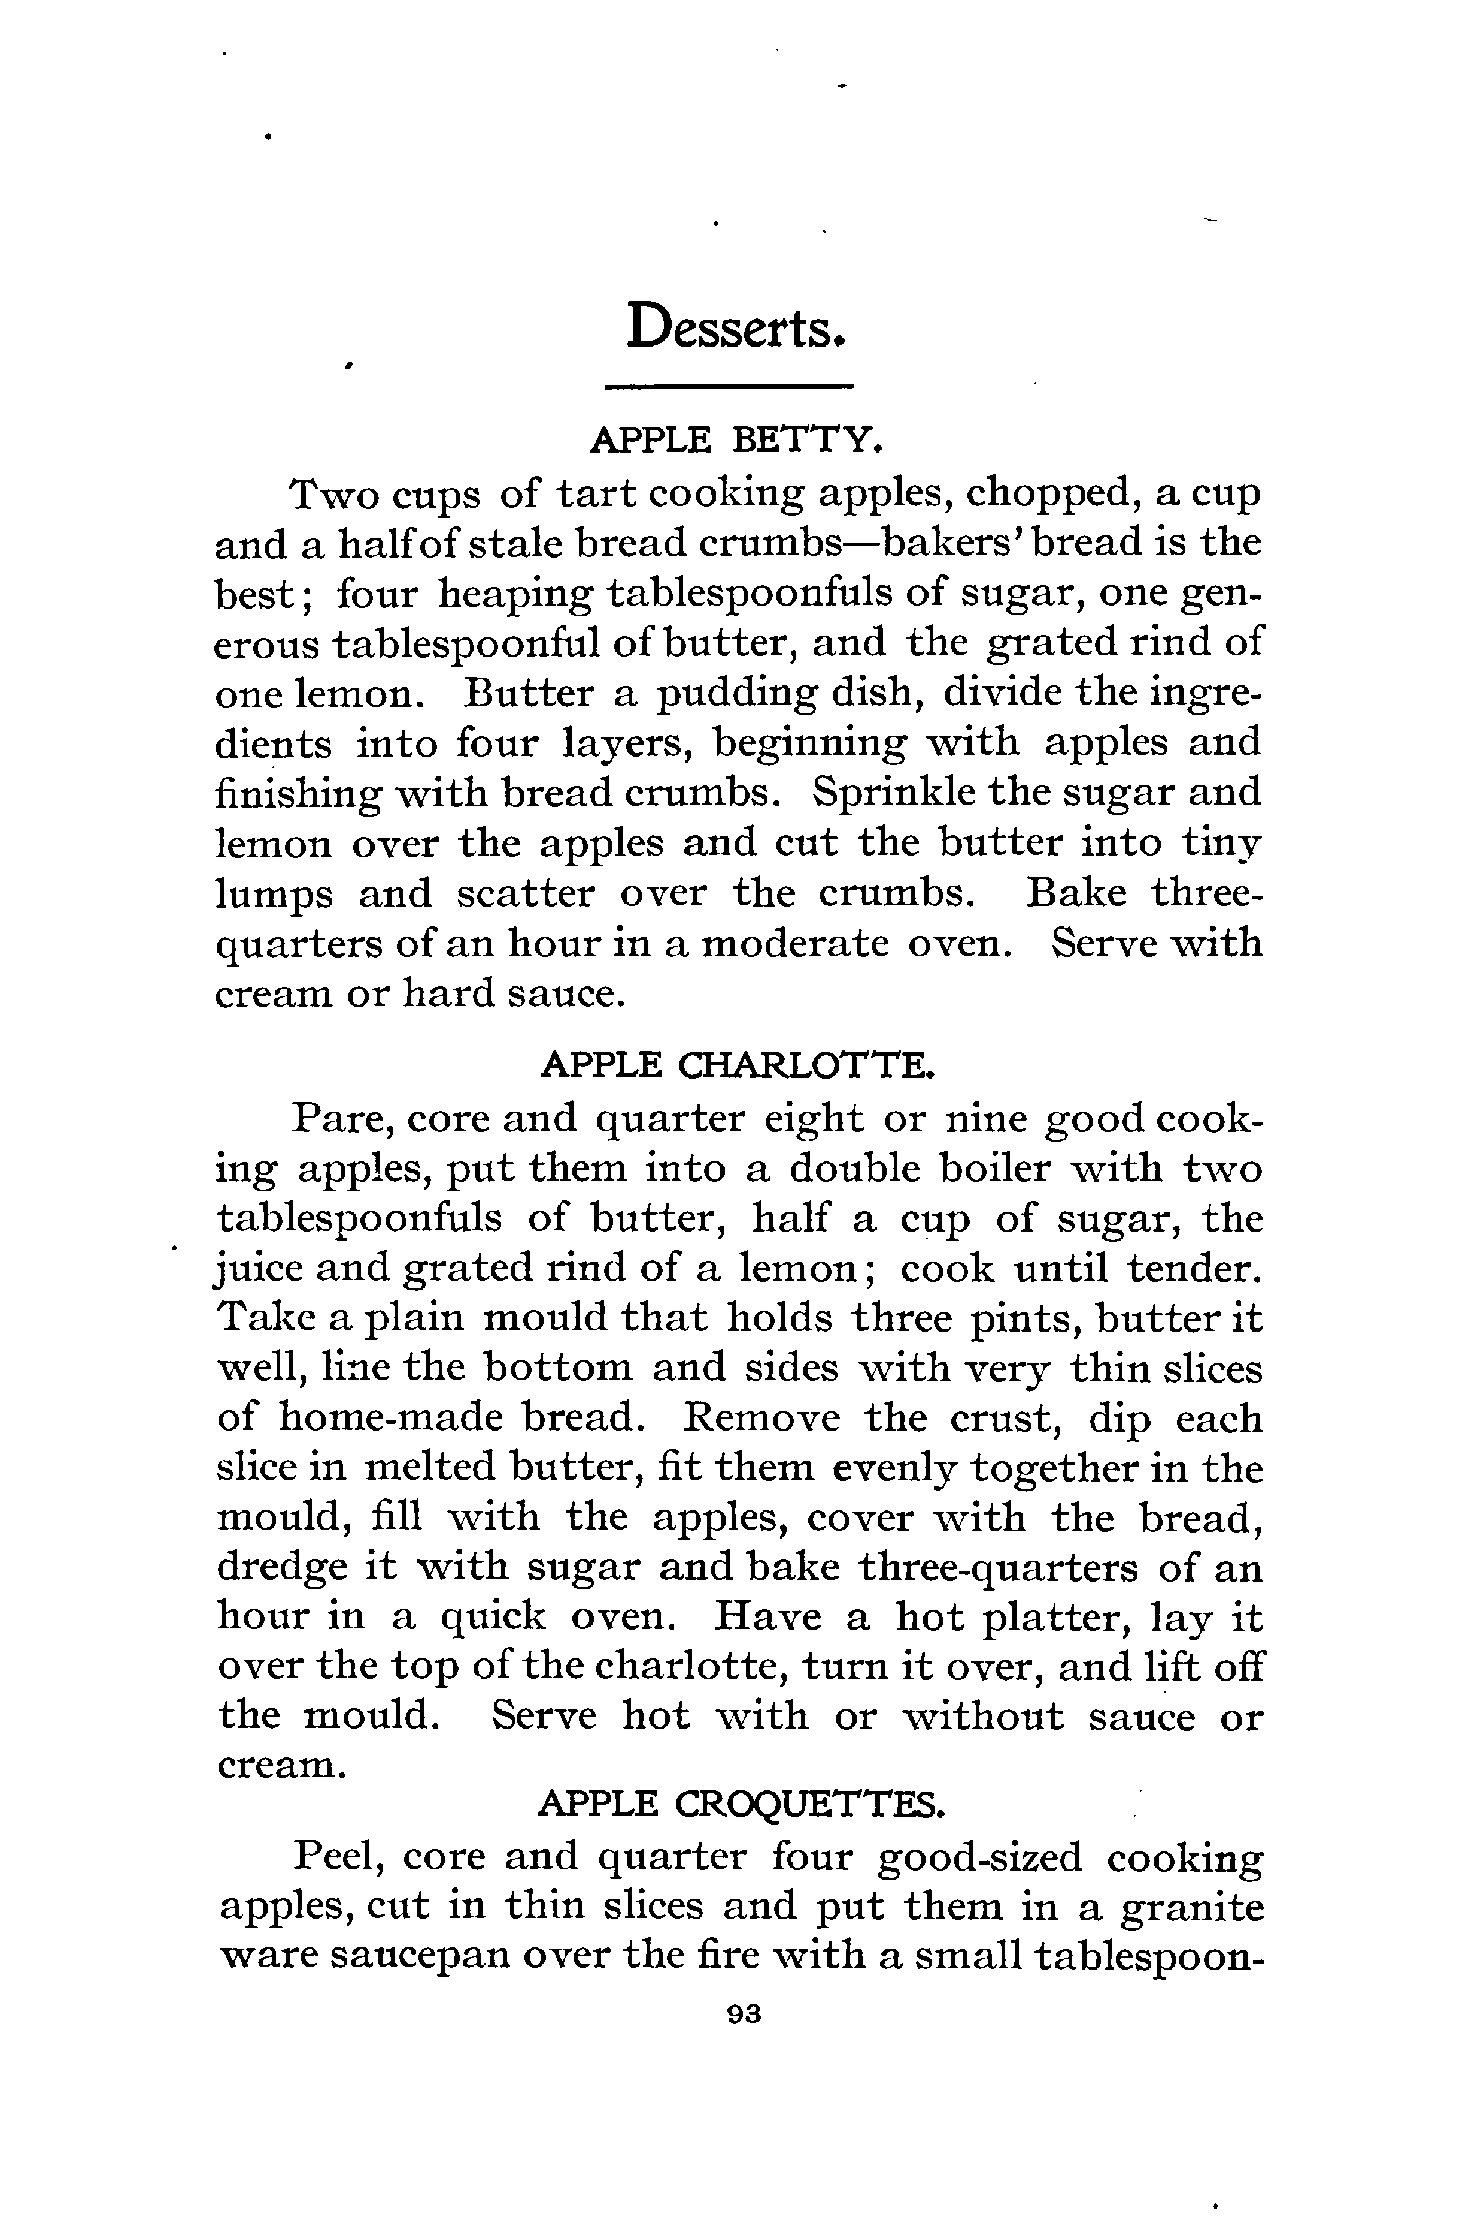 Desserts.
APPLE BETTY.
Two cups of tart cooking apples, chopped, a cup
and a half of stale bread crumbs—bakers' bread is the
best; four heaping tablespoonfuls of sugar, one gen-
erous tablespoonful of butter, and the grated rind of
one lemon. Butter a pudding dish, divide the ingre-
dients into four layers, beginning with apples and
finishing with bread crumbs. Sprinkle the sugar and
lemon over the apples and cut the butter into tiny
lumps and scatter over the crumbs. Bake three-
quarters of an hour in a moderate oven. Serve with
cream or hard sauce.
APPLE CHARLOTTE.
Pare, core and quarter eight or nine good cook-
ing apples, put them into a double boiler with two
tablespoonfuls of butter, half a cup of sugar, the
juice and grated rind of a lemon; cook until tender.
Take a plain mould that holds three pints, butter it
well, line the bottom and sides with very thin slices
of home-made bread. Remove the crust, dip each
slice in melted butter, fit them evenly together in the
mould, fill with the apples, cover with the bread,
dredge it with sugar and bake three-quarters of an
hour in a quick oven. Have a hot platter, lay it
over the top of the charlotte, turn it over, and lift off
the mould. Serve hot with or without sauce or
cream.
APPLE CROQUETTES.
Peel, core and quarter four good-sized cooking
apples, cut in thin slices and put them in a granite
ware saucepan over the fire with a small tablespoon-
93